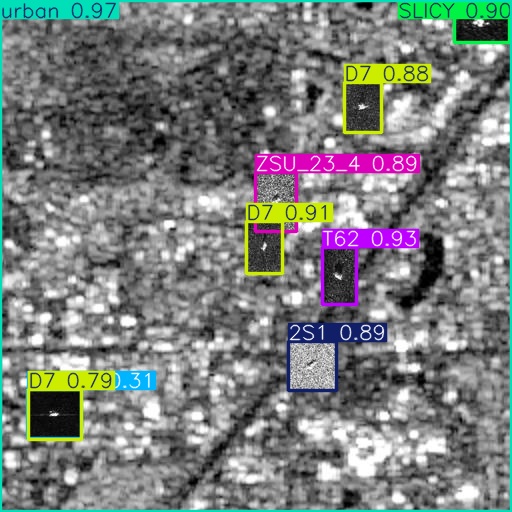 urban 0.97
SLICY 0.90
D7 0.88
ZSU_23_4 0.89
D7 0.91
T62 0.93
2S1 0.89
D7 0.79
0.31